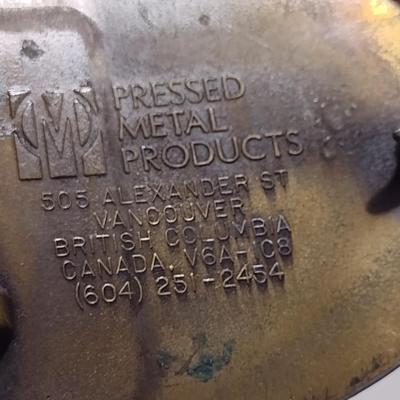 PRESSED
METAL
PRODUCTS
505 ALEXANDER ST
VANCOUVER
BRITISH COLUMBIA
CANADA, V6A-1C8
(604) 251-2454